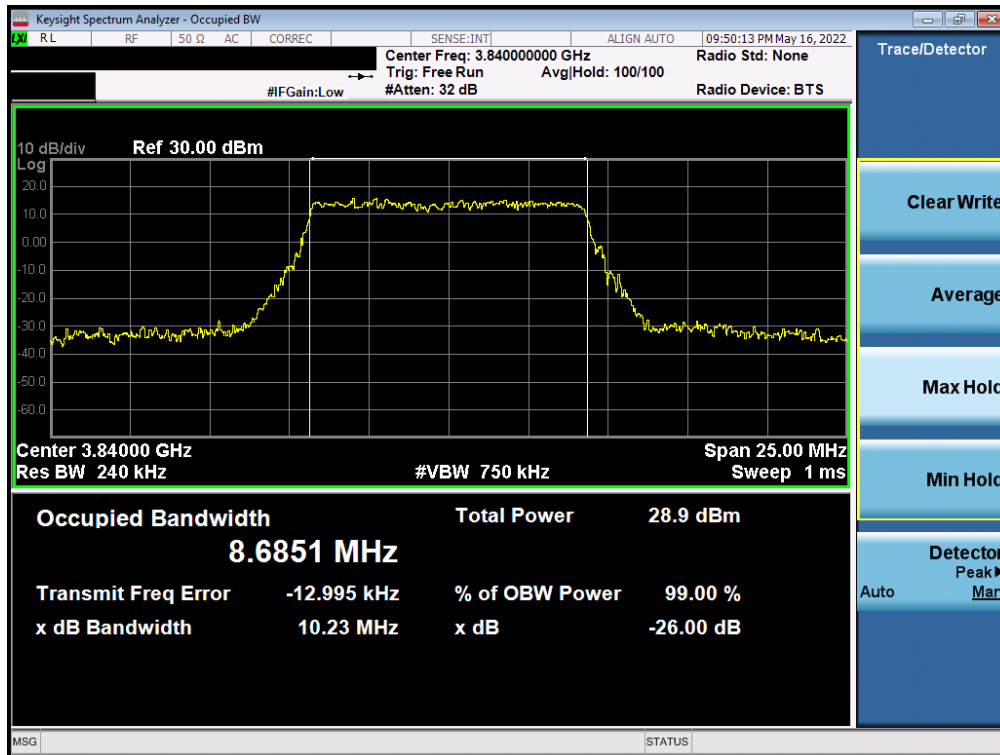 Keysight Spectrum Analyzer - Occupied BW
LXI RL RF 50 Ω AC CORREC SENSE:INT ALIGN AUTO 09:50:13 PM May 16, 2022
Center Freq: 3.840000000 GHz Radio Std: None
Trig: Free Run Avg|Hold: 100/100
#IFGain:Low #Atten: 32 dB Radio Device: BTS
Trace/Detector
10 dB/div Ref 30.00 dBm
Log
20.0
10.0
0.00
-10.0
-20.0
-30.0
-40.0
-50.0
-60.0
Center 3.84000 GHz Span 25.00 MHz
Res BW 240 kHz #VBW 750 kHz Sweep 1 ms
Occupied Bandwidth Total Power 28.9 dBm
8.6851 MHz
Transmit Freq Error -12.995 kHz % of OBW Power 99.00 %
x dB Bandwidth 10.23 MHz x dB -26.00 dB
Clear Write
Average
Max Hold
Min Hold
Detector
Peak▶
Auto Man
MSG STATUS